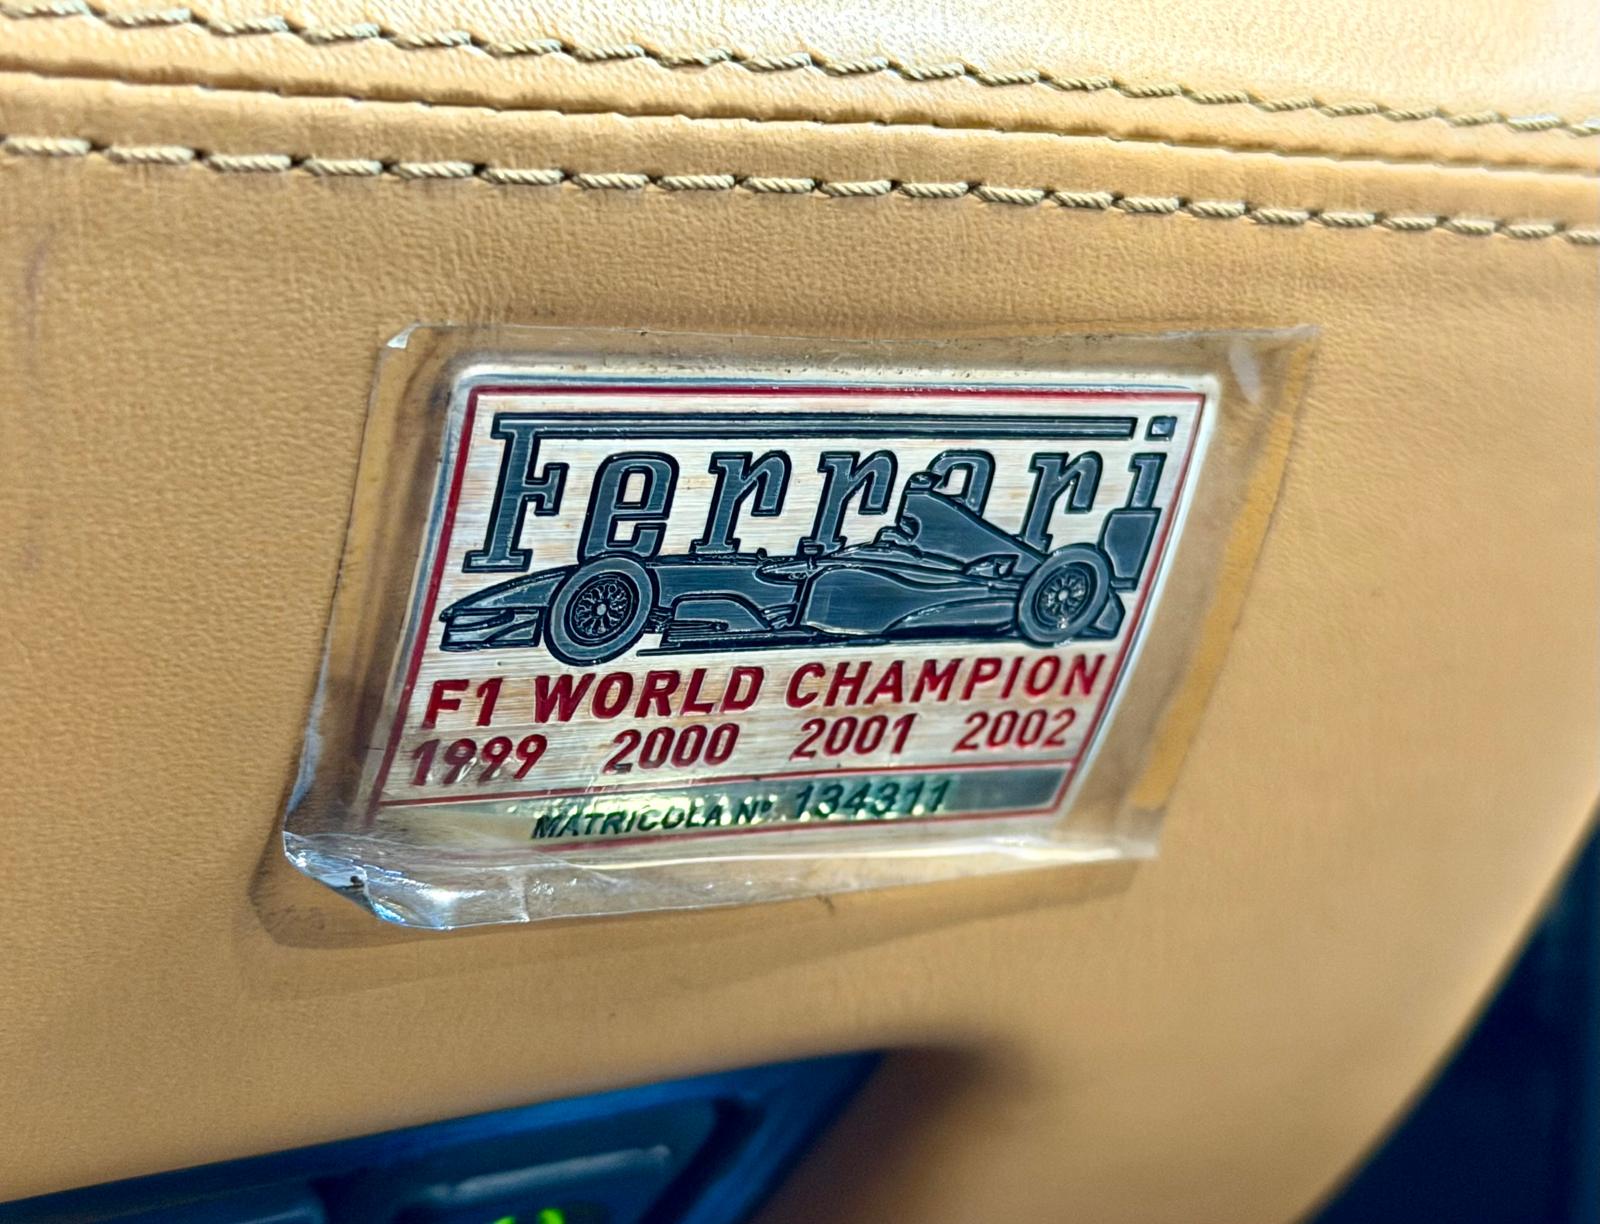 Ferrari
F1 WORLD CHAMPION
1999 2000 2001 2002
MATRICOLA Nº 134311